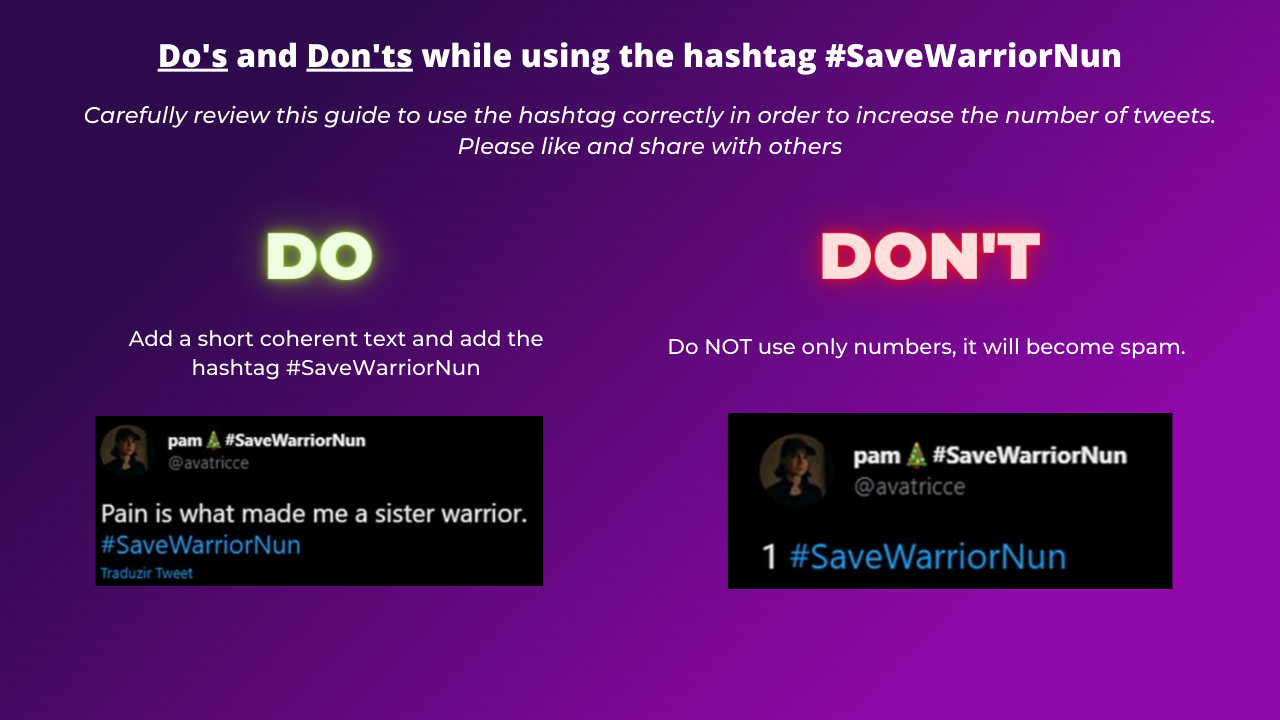 Do's and Don'ts while using the hashtag #SaveWarriorNun
Carefully review this guide to use the hashtag correctly in order to increase the number of tweets.
Please like and share with others
DO
Add a short coherent text and add the
hashtag #SaveWarriorNun
pam🎄#SaveWarriorNun
@avatricce
Pain is what made me a sister warrior.
#SaveWarriorNun
Traduzir Tweet
DON'T
Do NOT use only numbers, it will become spam.
pam🎄#SaveWarriorNun
@avatricce
1 #SaveWarriorNun